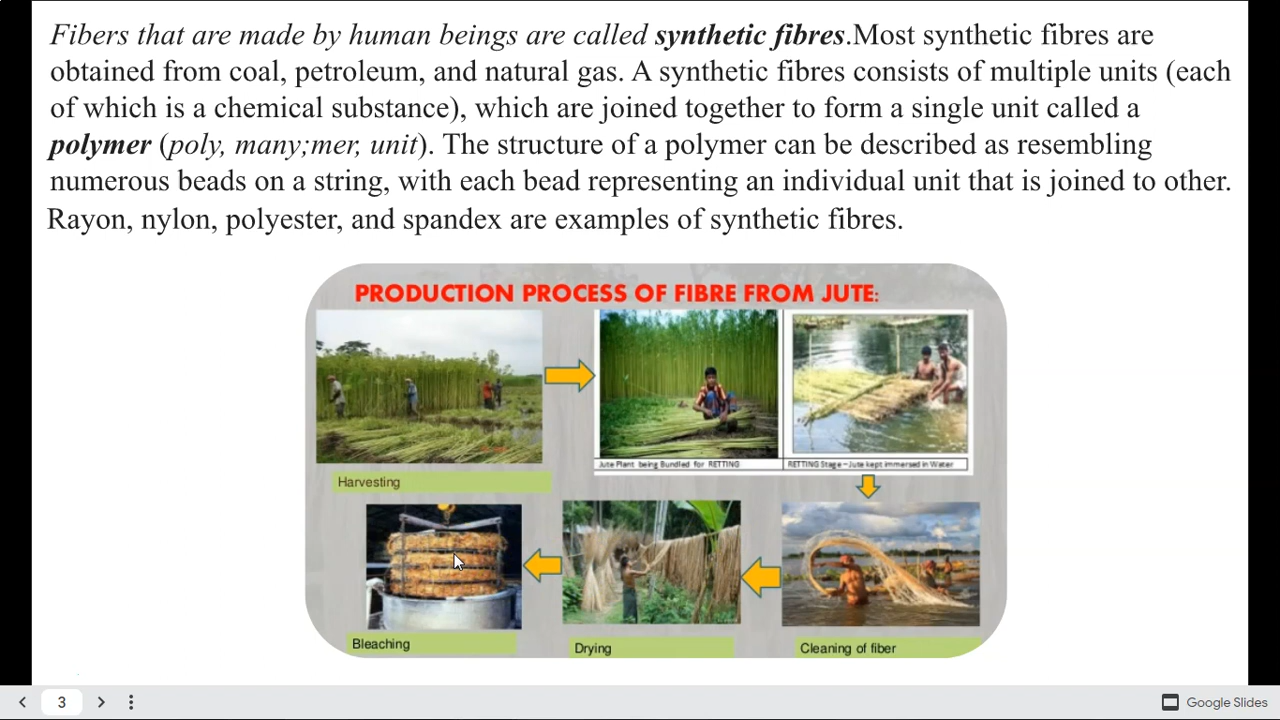 Fibers that are made by human beings are called synthetic fibres.Most synthetic fibres are
obtained from coal, petroleum, and natural gas. A synthetic fibres consists of multiple units (each
of which is a chemical substance), which are joined together to form a single unit called a
polymer (poly, many;mer, unit). The structure of a polymer can be described as resembling
numerous beads on a string, with each bead representing an individual unit that is joined to other.
Rayon, nylon, polyester, and spandex are examples of synthetic fibres.
PRODUCTION PROCESS OF FIBRE FROM JUTE:
Jute Plant being Bundled for RETTING
RETTING Stage – Jute kept immersed in Water
Harvesting
Bleaching
Drying
Cleaning of fiber
3
Google Slides